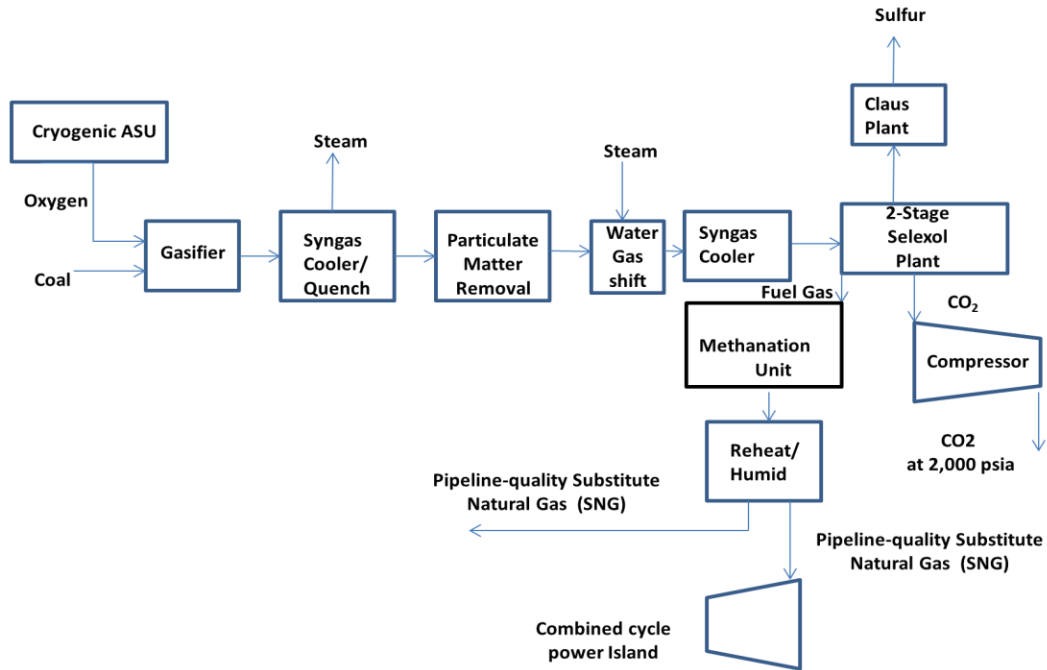 Sulfur
Claus
Plant
Cryogenic ASU
Steam
Steam
Oxygen
Coal
Gasifier
Syngas
Cooler/
Quench
Particulate
Matter
Removal
Water
Gas
shift
Syngas
Cooler
2-Stage
Selexol
Plant
Fuel Gas
CO₂
Methanation
Unit
Compressor
CO2
at 2,000 psia
Reheat/
Humid
Pipeline-quality Substitute
Natural Gas (SNG)
Pipeline-quality Substitute
Natural Gas (SNG)
Combined cycle
power Island